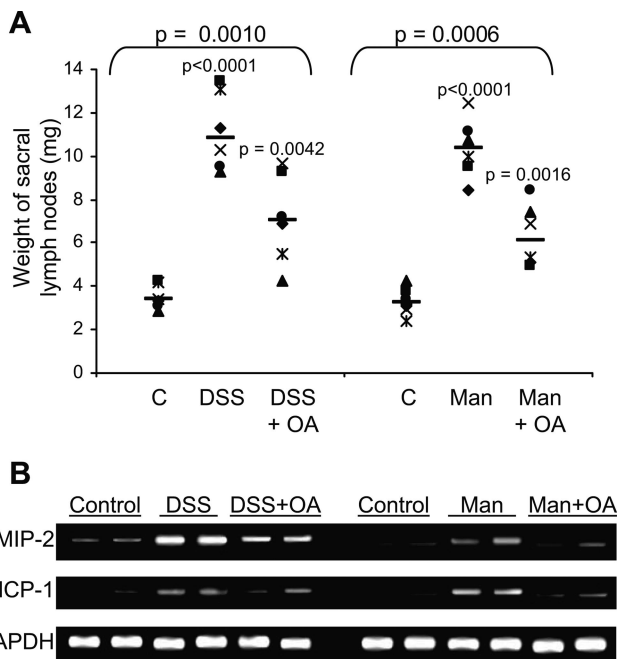 A
p = 0.0010
p = 0.0006
p<0.0001
p<0.0001
p = 0.0042
p = 0.0016
Weight of sacral
lymph nodes (mg)
14
12
10
8
6
4
2
0
C DSS DSS + OA C Man Man + OA
B
Control DSS DSS+OA Control Man Man+OA
MIP-2
CP-1
APDH